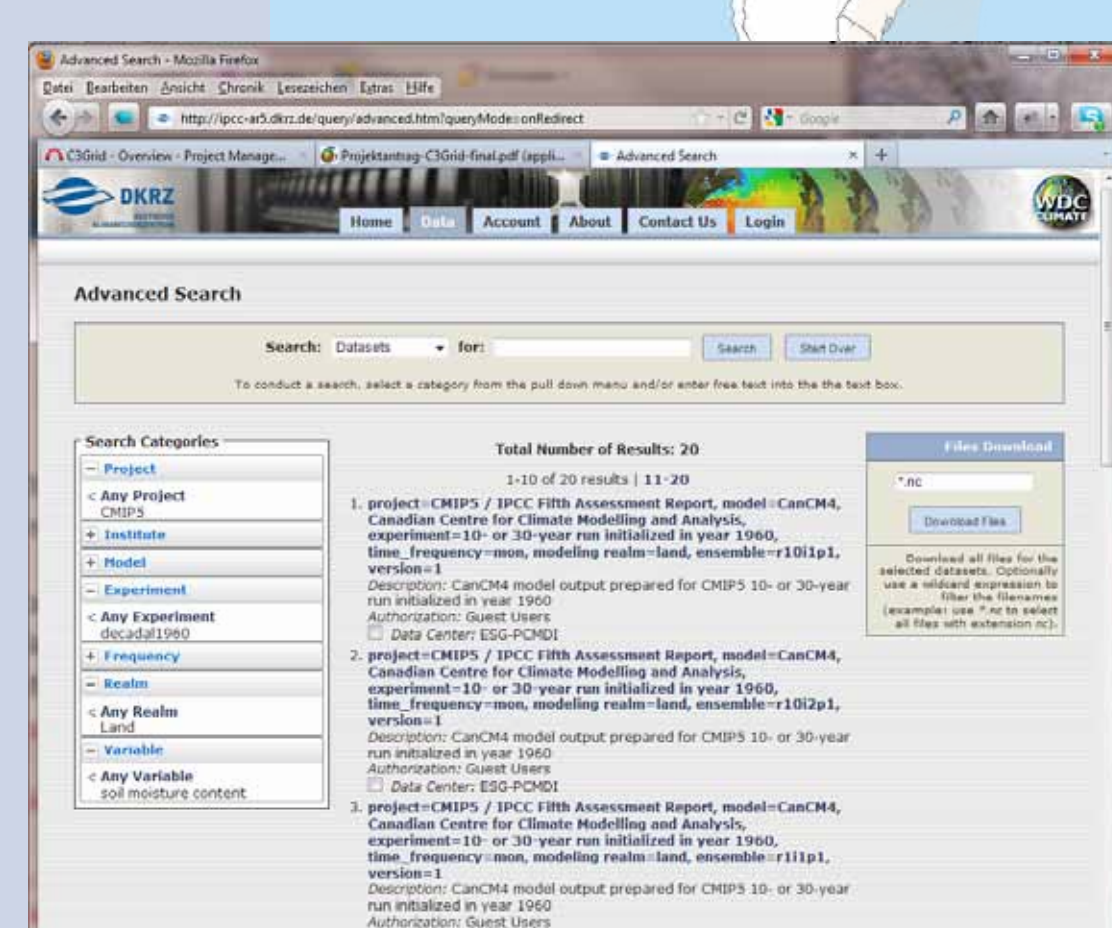 Advanced Search - Mozilla Firefox
Datei Bearbeiten Ansicht Chronik Lesezeichen Extras Hilfe
http://ipcc-ar5.dkrz.de/query/advanced.htm?queryMode=onRedirect
Google
C3Grid - Overview - Project Manage...
Projektantrag-C3Grid-final.pdf (appli...
Advanced Search
DKRZ
Home Data Account About Contact Us Login
WDC
CLIMATE
Advanced Search
Search: Datasets for:
Search Start Over
To conduct a search, select a category from the pull down menu and/or enter free text into the the text box.
Search Categories
− Project
< Any Project
CMIP5
+ Institute
+ Model
− Experiment
< Any Experiment
decadal1960
+ Frequency
− Realm
< Any Realm
Land
− Variable
< Any Variable
soil moisture content
Total Number of Results: 20
1-10 of 20 results | 11-20
1. project=CMIP5 / IPCC Fifth Assessment Report, model=CanCM4,
Canadian Centre for Climate Modelling and Analysis,
experiment=10- or 30-year run initialized in year 1960,
time_frequency=mon, modeling realm=land, ensemble=r10i1p1,
version=1
Description: CanCM4 model output prepared for CMIP5 10- or 30-year
run initialized in year 1960
Authorization: Guest Users
Data Center: ESG-PCMDI
2. project=CMIP5 / IPCC Fifth Assessment Report, model=CanCM4,
Canadian Centre for Climate Modelling and Analysis,
experiment=10- or 30-year run initialized in year 1960,
time_frequency=mon, modeling realm=land, ensemble=r10i2p1,
version=1
Description: CanCM4 model output prepared for CMIP5 10- or 30-year
run initialized in year 1960
Authorization: Guest Users
Data Center: ESG-PCMDI
3. project=CMIP5 / IPCC Fifth Assessment Report, model=CanCM4,
Canadian Centre for Climate Modelling and Analysis,
experiment=10- or 30-year run initialized in year 1960,
time_frequency=mon, modeling realm=land, ensemble=r1i1p1,
version=1
Description: CanCM4 model output prepared for CMIP5 10- or 30-year
run initialized in year 1960
Authorization: Guest Users
Files Download
*.nc
Download Files
Download all files for the
selected datasets. Optionally
use a wildcard expression to
filter the filenames
(example: use *.nc to select
all files with extension nc).